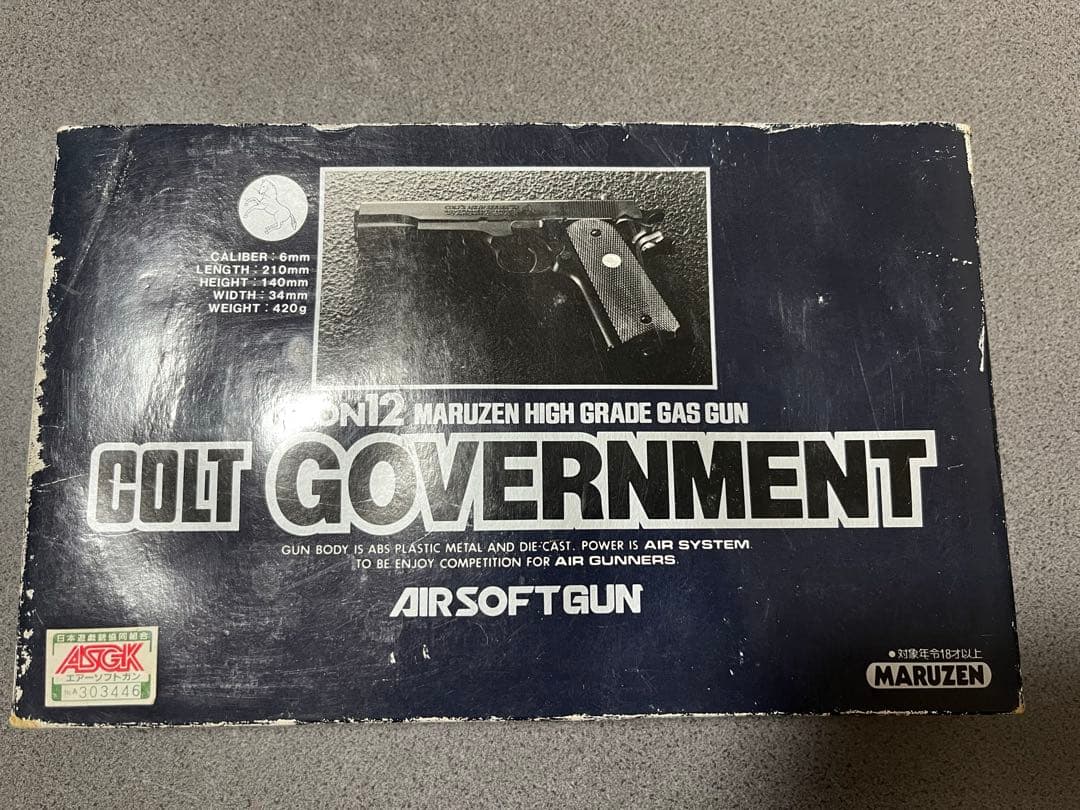 CALIBER : 6mm
LENGTH : 210mm
HEIGHT : 140mm
WIDTH : 34mm
WEIGHT : 420g
MARUZEN HIGH GRADE GAS GUN
COLT GOVERNMENT
GUN BODY IS ABS PLASTIC METAL AND DIE-CAST. POWER IS AIR SYSTEM.
TO BE ENJOY COMPETITION FOR AIR GUNNERS.
AIRSOFTGUN
日本遊戯銃協同組合
ASGK
エアーソフトガン
No.A303446
●対象年令18才以上
MARUZEN